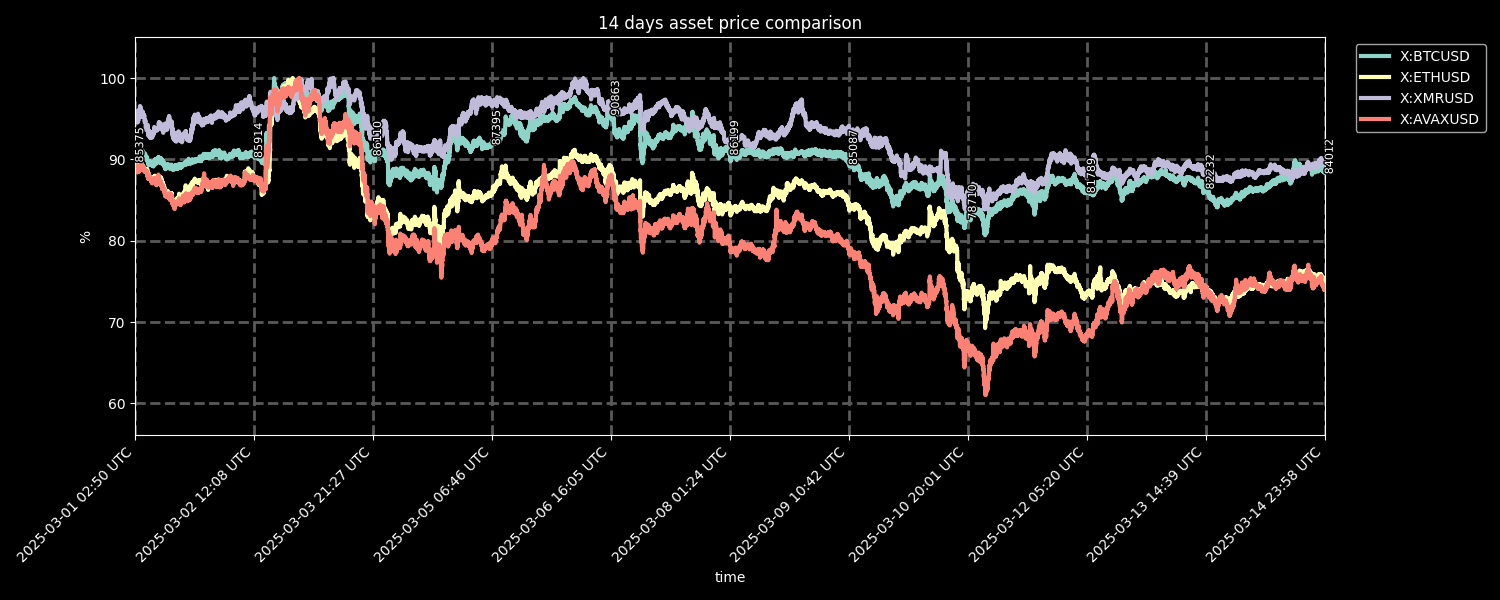 14 days asset price comparison
X:BTCUSD
X:ETHUSD
X:XMRUSD
X:AVAXUSD
100
90
80
70
60
%
85375
85914
86110
87395
90863
86199
85087
78710
81789
82232
84012
2025-03-01 02:50 UTC
2025-03-02 12:08 UTC
2025-03-03 21:27 UTC
2025-03-05 06:46 UTC
2025-03-06 16:05 UTC
2025-03-08 01:24 UTC
2025-03-09 10:42 UTC
2025-03-10 20:01 UTC
2025-03-12 05:20 UTC
2025-03-13 14:39 UTC
2025-03-14 23:58 UTC
time